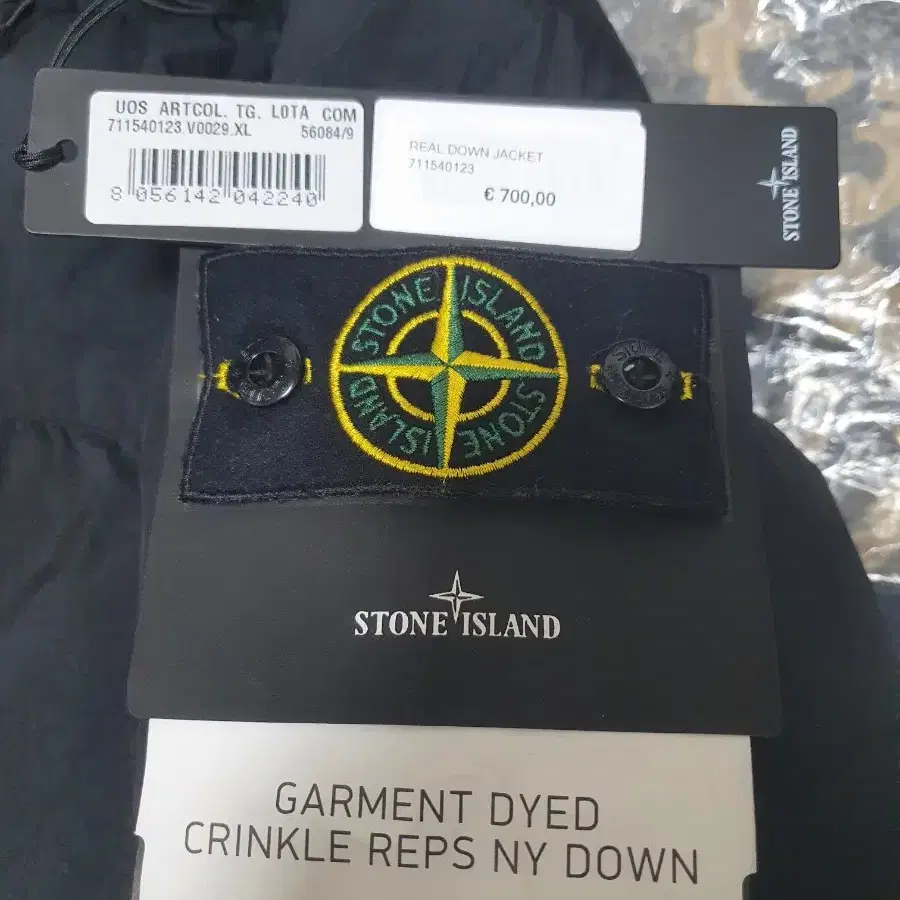 UOS ARTCOL. TG. LOTA COM
711540123.V0029.XL 56084/9
8 056142 042240
REAL DOWN JACKET
711540123
€ 700,00
STONE ISLAND
STONE ISLAND
STONE ISLAND
STONE ISLAND
GARMENT DYED
CRINKLE REPS NY DOWN